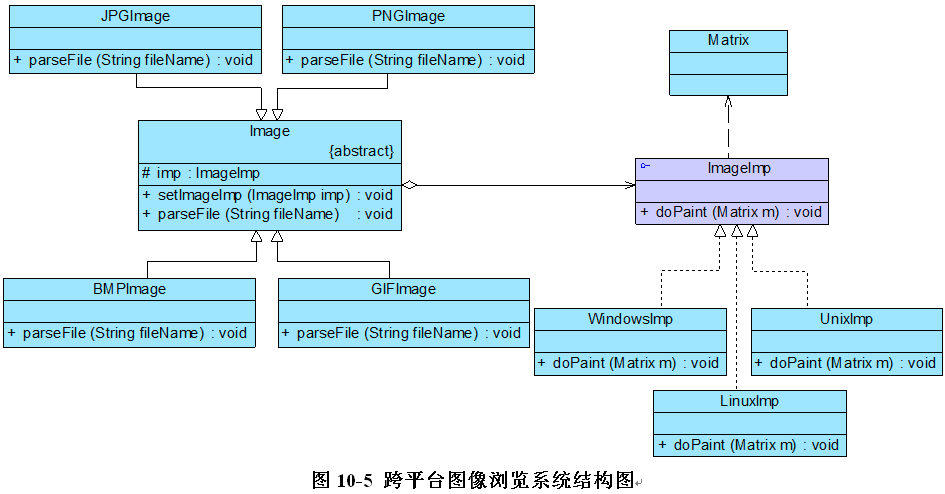 JPGImage
+ parseFile (String fileName) : void
PNGImage
+ parseFile (String fileName) : void
Matrix
Image
{abstract}
# imp : ImageImp
+ setImageImp (ImageImp imp) : void
+ parseFile (String fileName) : void
ImageImp
+ doPaint (Matrix m) : void
BMPImage
+ parseFile (String fileName) : void
GIFImage
+ parseFile (String fileName) : void
WindowsImp
+ doPaint (Matrix m) : void
UnixImp
+ doPaint (Matrix m) : void
LinuxImp
+ doPaint (Matrix m) : void
图 10-5 跨平台图像浏览系统结构图